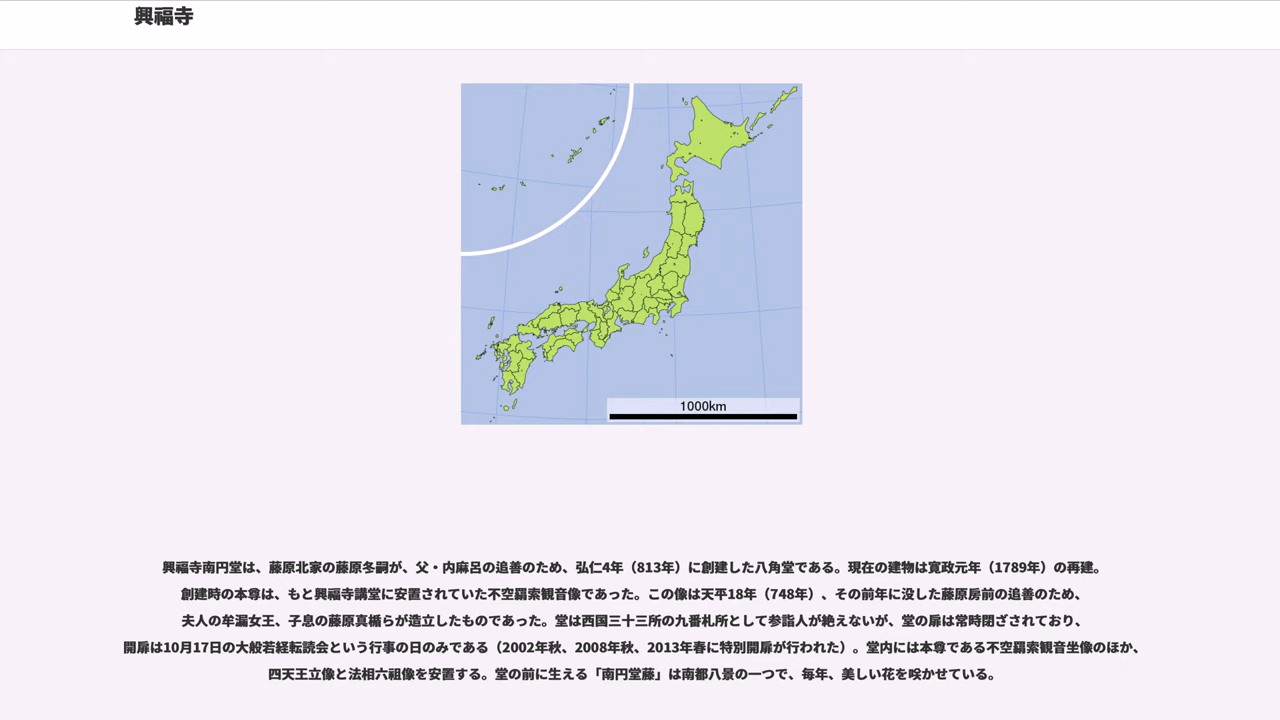 興福寺
1000km
興福寺南円堂は、藤原北家の藤原冬嗣が、父・内麻呂の追善のため、弘仁4年（813年）に創建した八角堂である。現在の建物は寛政元年（1789年）の再建。
創建時の本尊は、もと興福寺講堂に安置されていた不空羂索観音像であった。この像は天平18年（748年）、その前年に没した藤原房前の追善のため、
夫人の牟漏女王、子息の藤原真楯らが造立したものであった。堂は西国三十三所の九番札所として参詣人が絶えないが、堂の扉は常時閉ざされており、
開扉は10月17日の大般若経転読会という行事の日のみである（2002年秋、2008年秋、2013年春に特別開扉が行われた）。堂内には本尊である不空羂索観音坐像のほか、
四天王立像と法相六祖像を安置する。堂の前に生える「南円堂藤」は南都八景の一つで、毎年、美しい花を咲かせている。